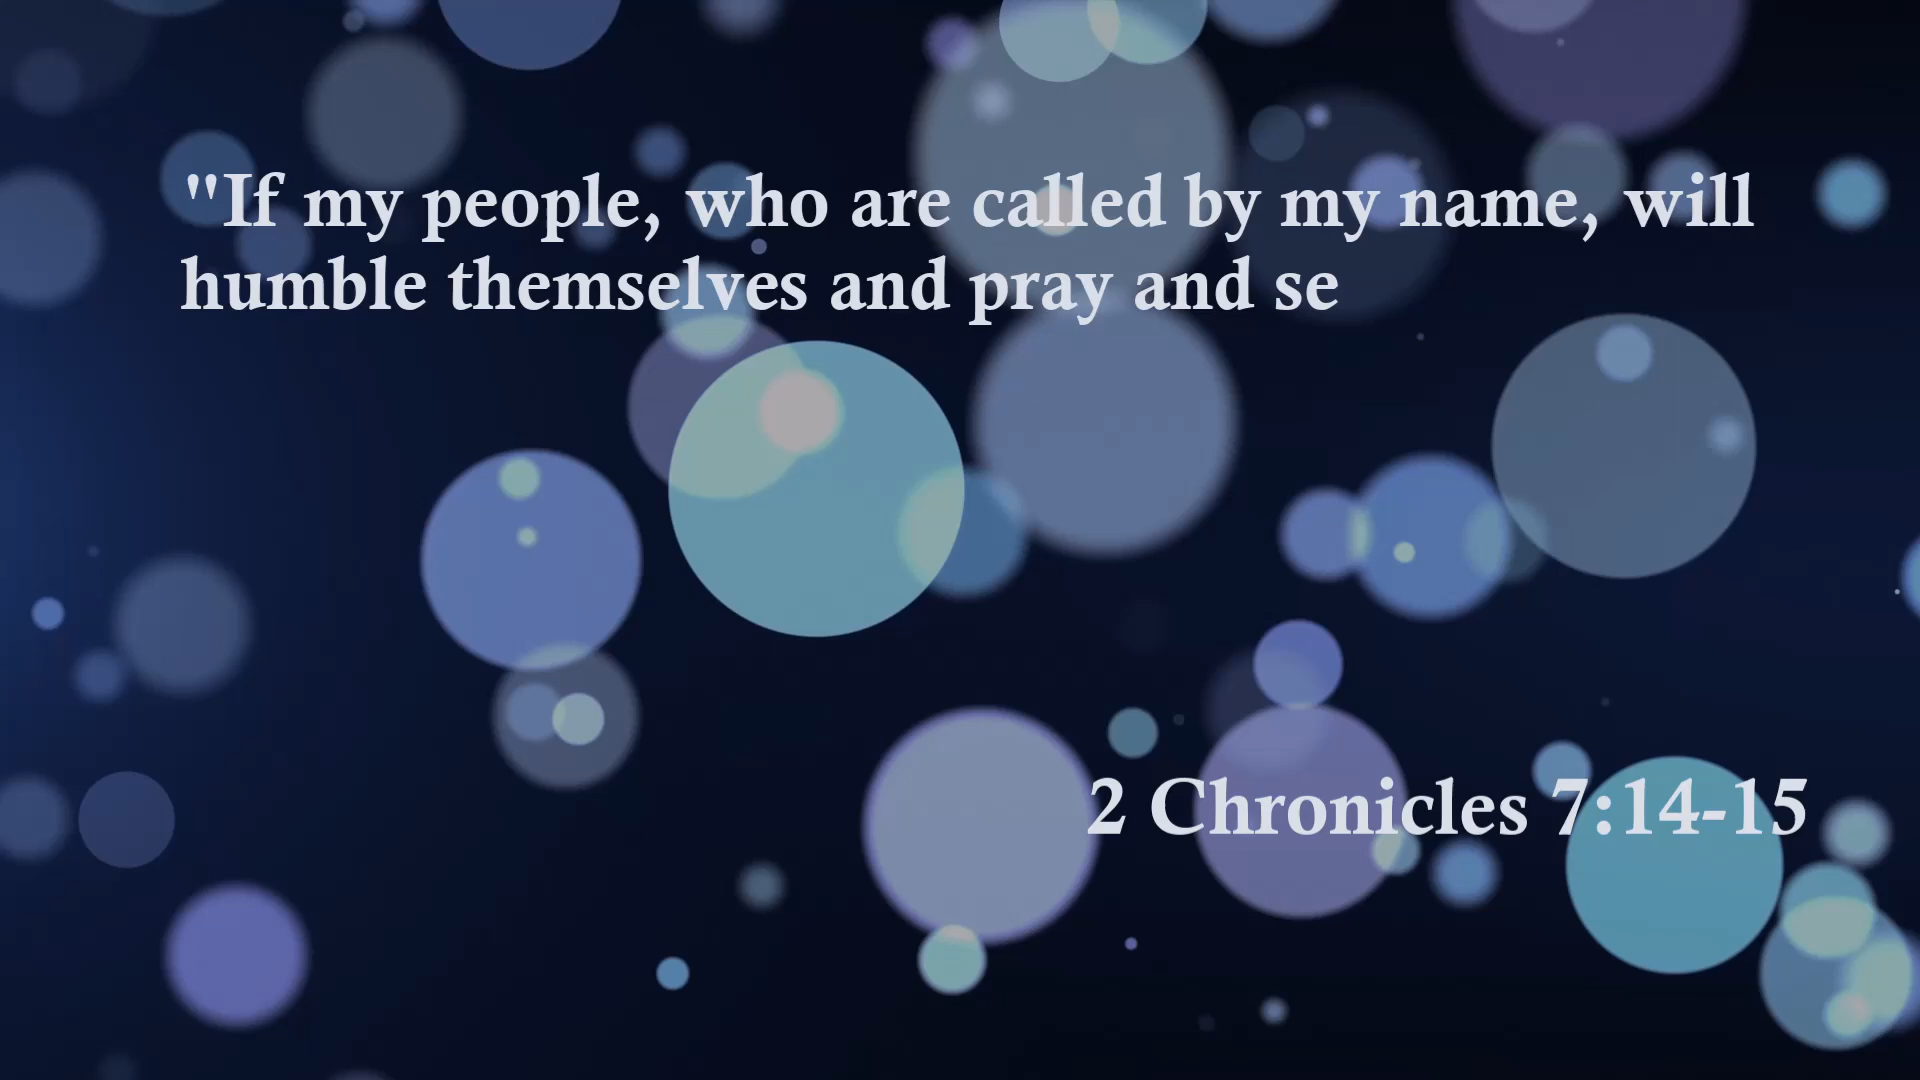 "If my people, who are called by my name, will
humble themselves and pray and se
2 Chronicles 7:14-15